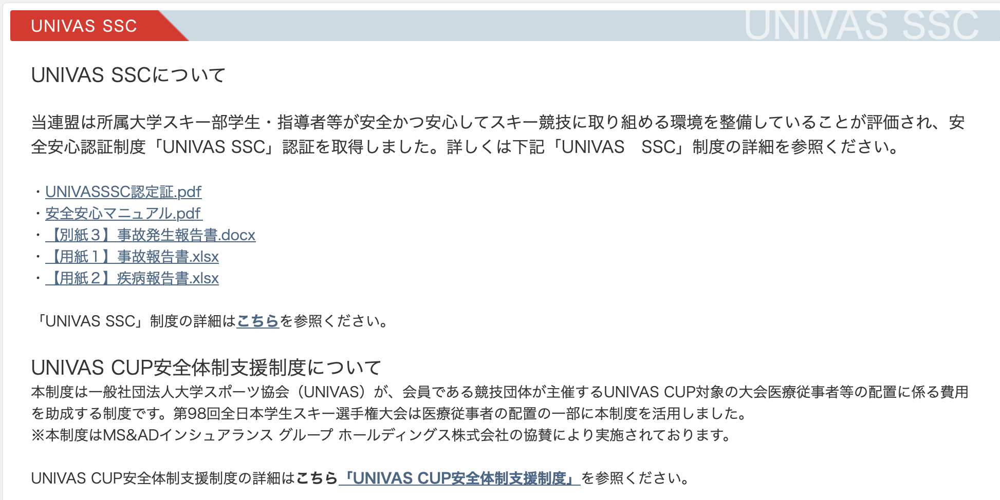 UNIVAS SSC
UNIVAS SSC
UNIVAS SSCについて
当連盟は所属大学スキー部学生・指導者等が安全かつ安心してスキー競技に取り組める環境を整備していることが評価され、安
全安心認証制度「UNIVAS SSC」認証を取得しました。詳しくは下記「UNIVAS　SSC」制度の詳細を参照ください。
・UNIVASSSC認定証.pdf
・安全安心マニュアル.pdf
・【別紙３】事故発生報告書.docx
・【用紙１】事故報告書.xlsx
・【用紙２】疾病報告書.xlsx
「UNIVAS SSC」制度の詳細はこちらを参照ください。
UNIVAS CUP安全体制支援制度について
本制度は一般社団法人大学スポーツ協会（UNIVAS）が、会員である競技団体が主催するUNIVAS CUP対象の大会医療従事者等の配置に係る費用
を助成する制度です。第98回全日本学生スキー選手権大会は医療従事者の配置の一部に本制度を活用しました。
※本制度はMS&ADインシュアランス グループ ホールディングス株式会社の協賛により実施されております。
UNIVAS CUP安全体制支援制度の詳細はこちら「UNIVAS CUP安全体制支援制度」を参照ください。